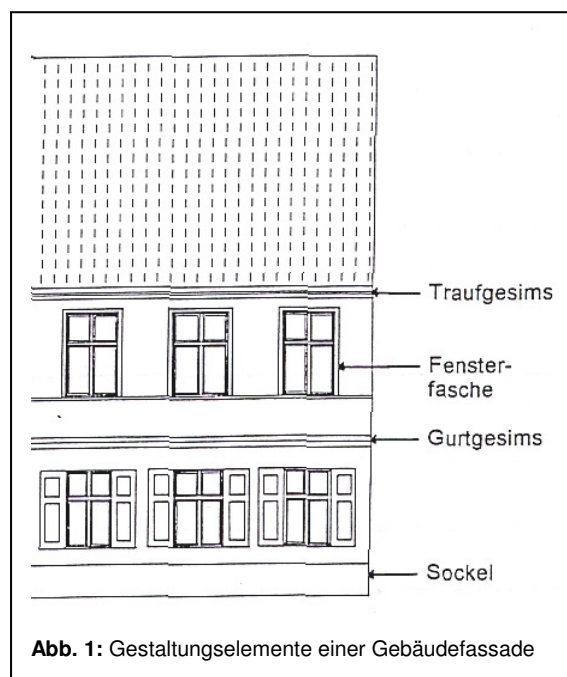 Traufgesims
Fenster-
fasche
Gurtgesims
Sockel
Abb. 1: Gestaltungselemente einer Gebäudefassade